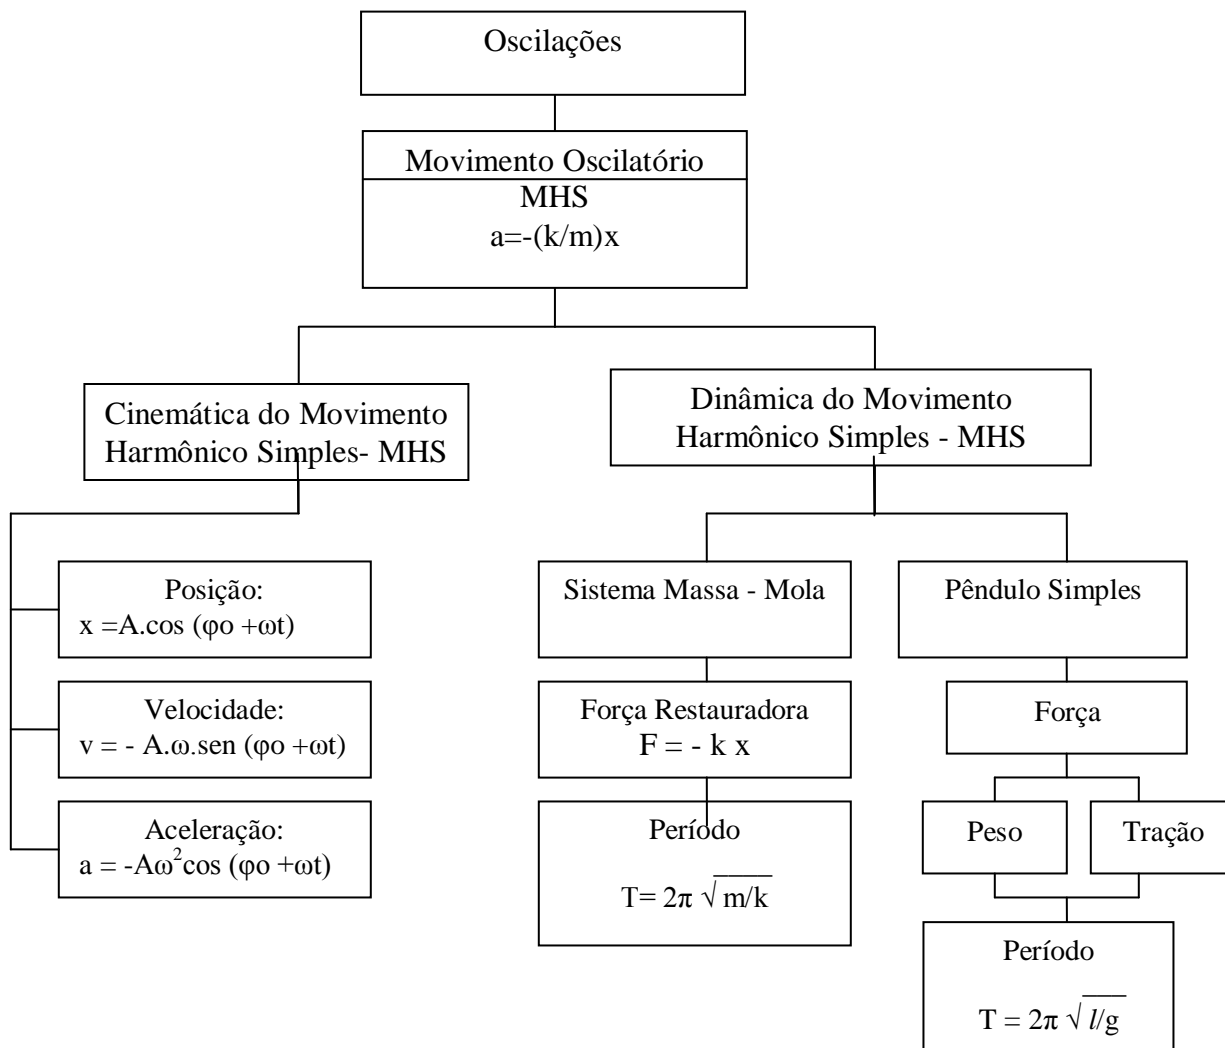 Oscilações
Movimento Oscilatório
MHS
a=-(k/m)x
Cinemática do Movimento
Harmônico Simples- MHS
Dinâmica do Movimento
Harmônico Simples - MHS
Posição:
x =A.cos (φo +ωt)
Velocidade:
v = - A.ω.sen (φo +ωt)
Aceleração:
a = -Aω²cos (φo +ωt)
Sistema Massa - Mola
Força Restauradora
F = - k x
Período
T= 2π √m/k
Pêndulo Simples
Força
Peso
Tração
Período
T = 2π √l/g